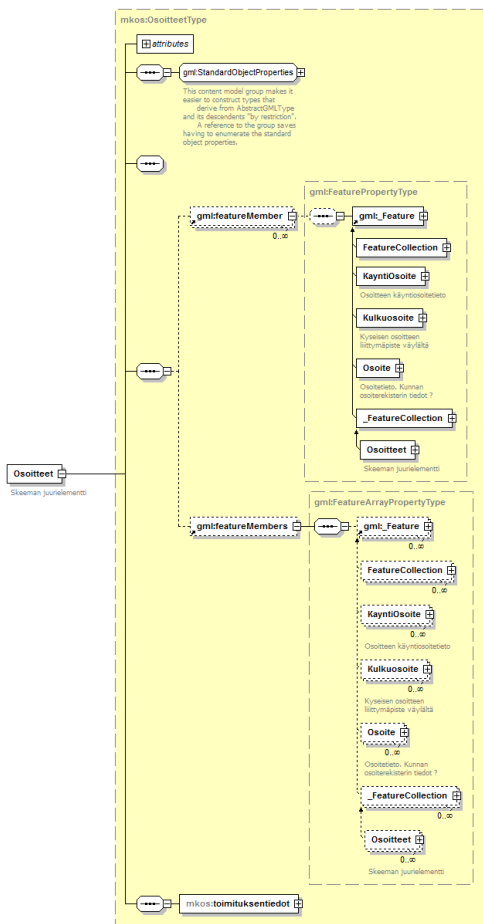 mkos:OsoitteetType
attributes
gml:StandardObjectProperties
This content model group makes it
easier to construct types that
derive from AbstractGMLType
and its descendents "by restriction".
A reference to the group saves
having to enumerate the standard
object properties.
gml:FeaturePropertyType
gml:featureMember
0..∞
gml:_Feature
FeatureCollection
KayntiOsoite
Osoitteen käyntiosoitetieto
Kulkuosoite
Kyseisen osoitteen
liittymäpiste väylältä
Osoite
Osoitetieto. Kunnan
osoiterekisterin tiedot ?
_FeatureCollection
Osoitteet
Skeeman juurielementti
Osoitteet
Skeeman juurielementti
gml:FeatureArrayPropertyType
gml:featureMembers
gml:_Feature
0..∞
FeatureCollection
0..∞
KayntiOsoite
0..∞
Osoitteen käyntiosoitetieto
Kulkuosoite
0..∞
Kyseisen osoitteen
liittymäpiste väylältä
Osoite
0..∞
Osoitetieto. Kunnan
osoiterekisterin tiedot ?
_FeatureCollection
0..∞
Osoitteet
0..∞
Skeeman juurielementti
mkos:toimituksentiedot